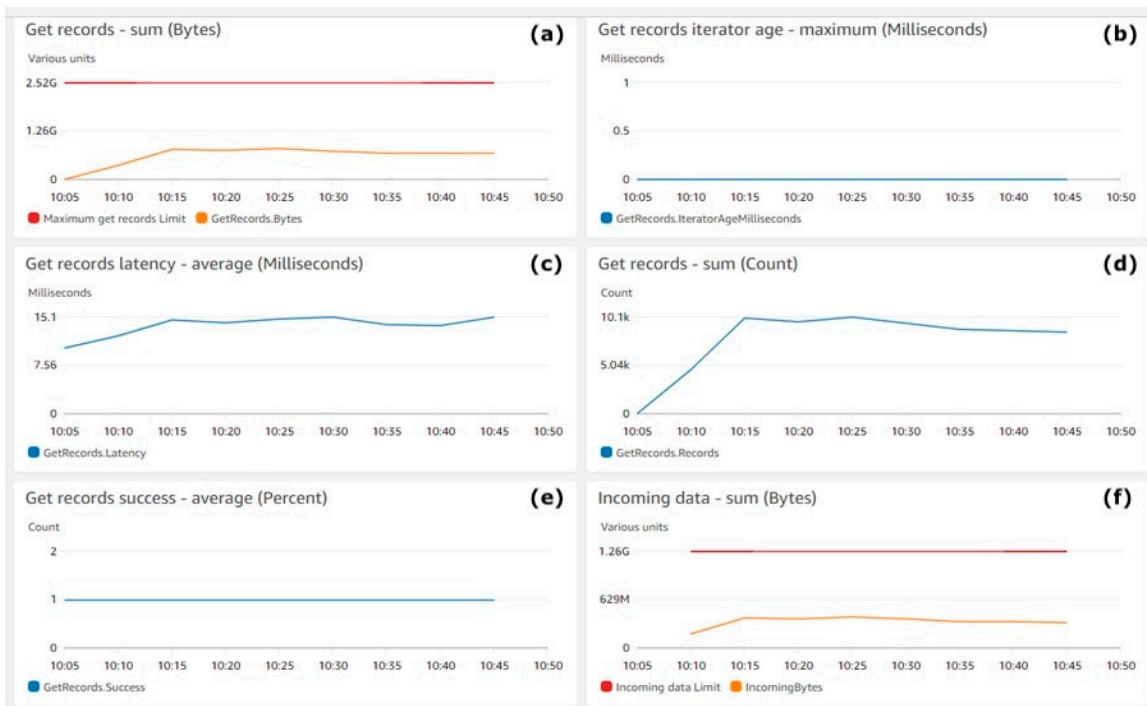 Get records - sum (Bytes)
(a)
Various units
2.52G
1.26G
0
10:05 10:10 10:15 10:20 10:25 10:30 10:35 10:40 10:45 10:50
Maximum get records Limit GetRecords.Bytes
Get records iterator age - maximum (Milliseconds)
(b)
Milliseconds
1
0.5
0
10:05 10:10 10:15 10:20 10:25 10:30 10:35 10:40 10:45 10:50
GetRecords.IteratorAgeMilliseconds
Get records latency - average (Milliseconds)
(c)
Milliseconds
15.1
7.56
0
10:05 10:10 10:15 10:20 10:25 10:30 10:35 10:40 10:45 10:50
GetRecords.Latency
Get records - sum (Count)
(d)
Count
10.1k
5.04k
0
10:05 10:10 10:15 10:20 10:25 10:30 10:35 10:40 10:45 10:50
GetRecords.Records
Get records success - average (Percent)
(e)
Count
2
1
0
10:05 10:10 10:15 10:20 10:25 10:30 10:35 10:40 10:45 10:50
GetRecords.Success
Incoming data - sum (Bytes)
(f)
Various units
1.26G
629M
0
10:05 10:10 10:15 10:20 10:25 10:30 10:35 10:40 10:45 10:50
Incoming data Limit IncomingBytes